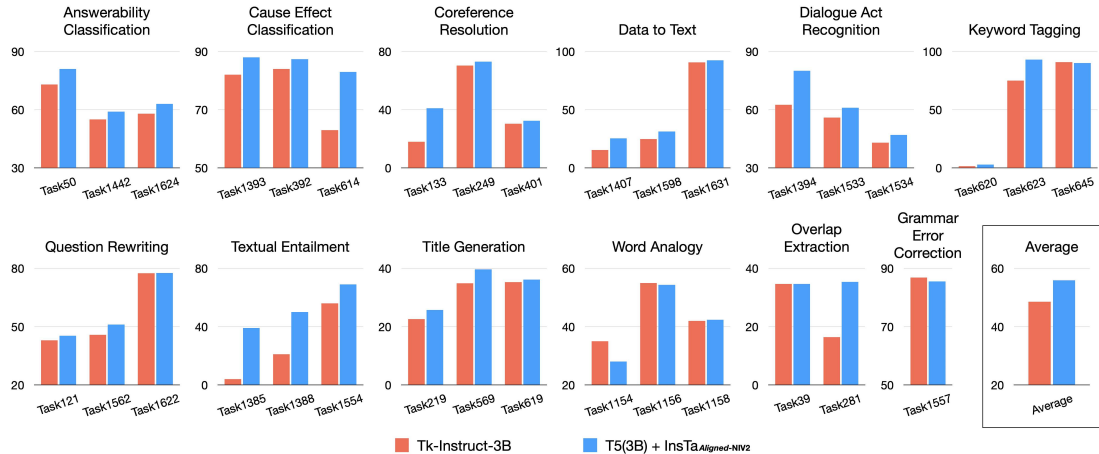 Answerability
Classification
90
60
30
Task50
Task1442
Task1624
Cause Effect
Classification
90
70
50
Task1393
Task392
Task614
Coreference
Resolution
80
40
0
Task133
Task249
Task401
Data to Text
100
50
0
Task1407
Task1598
Task1631
Dialogue Act
Recognition
90
60
30
Task1394
Task1533
Task1534
Keyword Tagging
100
50
0
Task620
Task623
Task645
Question Rewriting
80
50
20
Task121
Task1562
Task1622
Textual Entailment
80
40
0
Task1385
Task1388
Task1554
Title Generation
40
20
0
Task219
Task569
Task619
Word Analogy
60
40
20
Task1154
Task1156
Task1158
Overlap
Extraction
40
20
0
Task39
Task281
Grammar
Error
Correction
90
70
50
Task1557
Average
60
40
20
Average
Tk-Instruct-3B
T5(3B) + InsTaAligned-NIV2